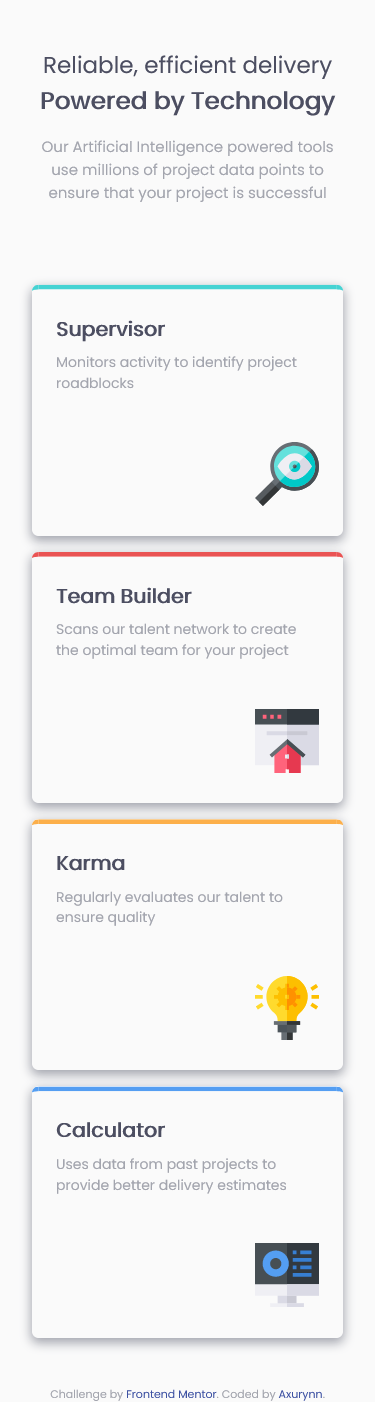 Reliable, efficient delivery
Powered by Technology
Our Artificial Intelligence powered tools
use millions of project data points to
ensure that your project is successful
Supervisor
Monitors activity to identify project
roadblocks
Team Builder
Scans our talent network to create
the optimal team for your project
Karma
Regularly evaluates our talent to
ensure quality
Calculator
Uses data from past projects to
provide better delivery estimates
Challenge by Frontend Mentor. Coded by Axurynn.